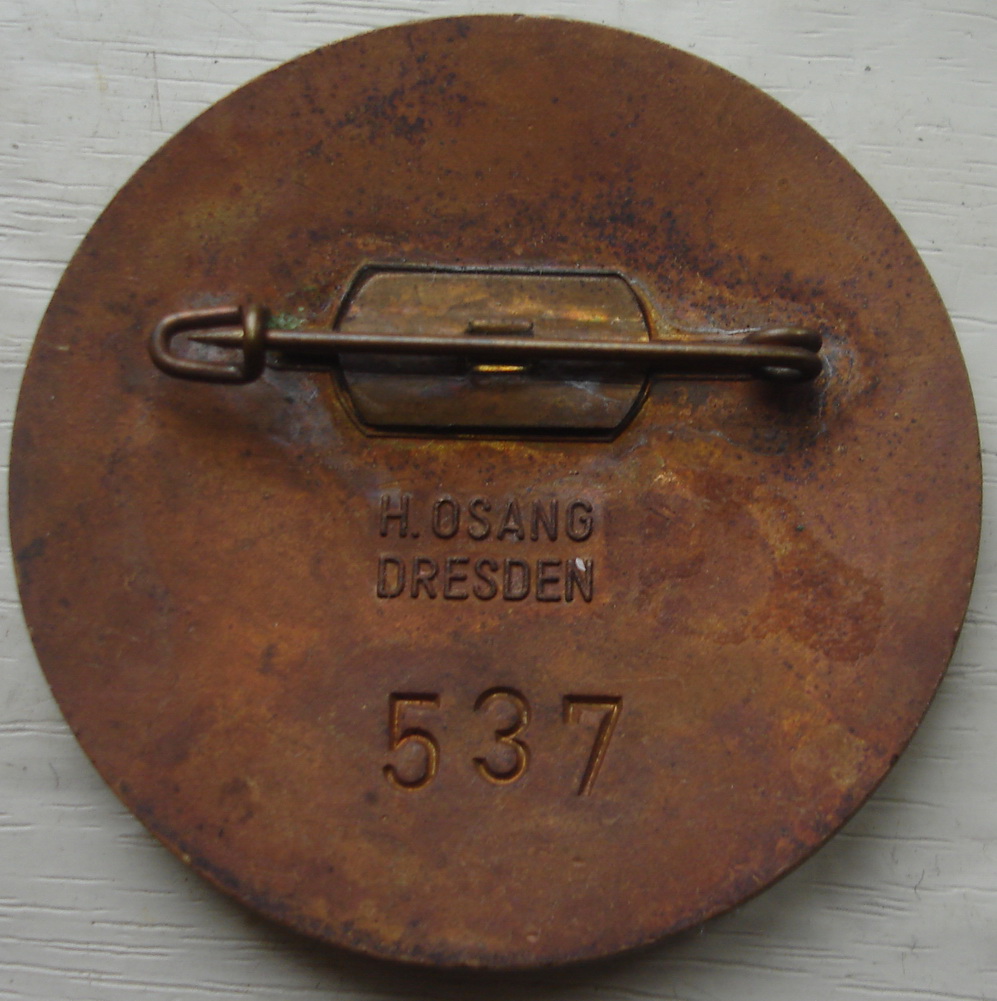 H. OSANG
DRESDEN
537